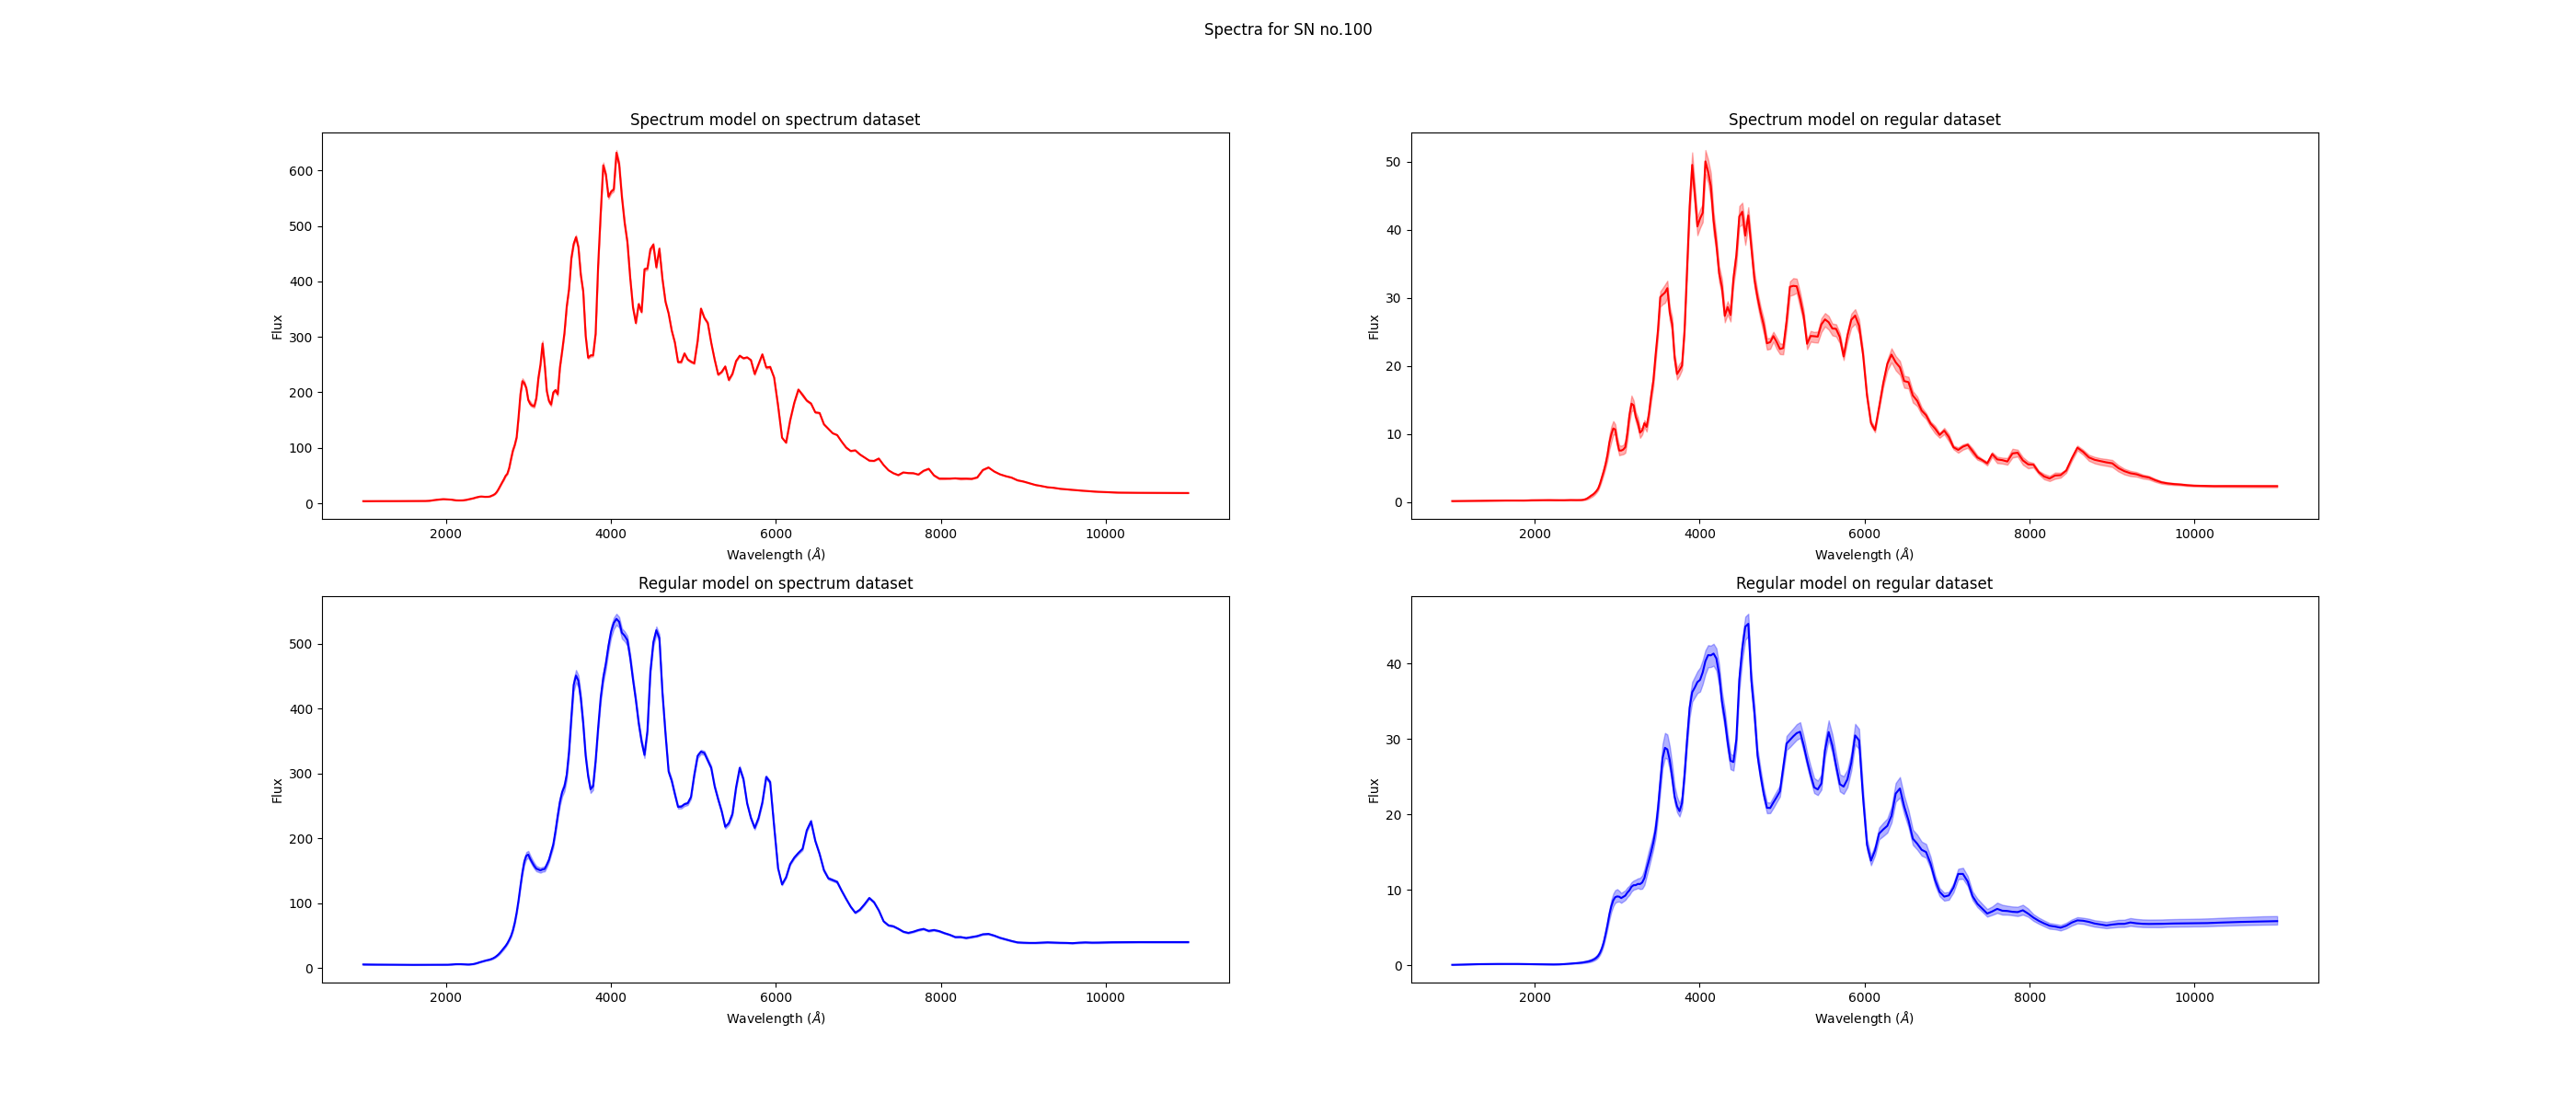 Spectra for SN no.100
Spectrum model on spectrum dataset
Flux
600
500
400
300
200
100
0
2000 4000 6000 8000 10000
Wavelength (Å)
Spectrum model on regular dataset
Flux
50
40
30
20
10
0
2000 4000 6000 8000 10000
Wavelength (Å)
Regular model on spectrum dataset
Flux
500
400
300
200
100
0
2000 4000 6000 8000 10000
Wavelength (Å)
Regular model on regular dataset
Flux
40
30
20
10
0
2000 4000 6000 8000 10000
Wavelength (Å)